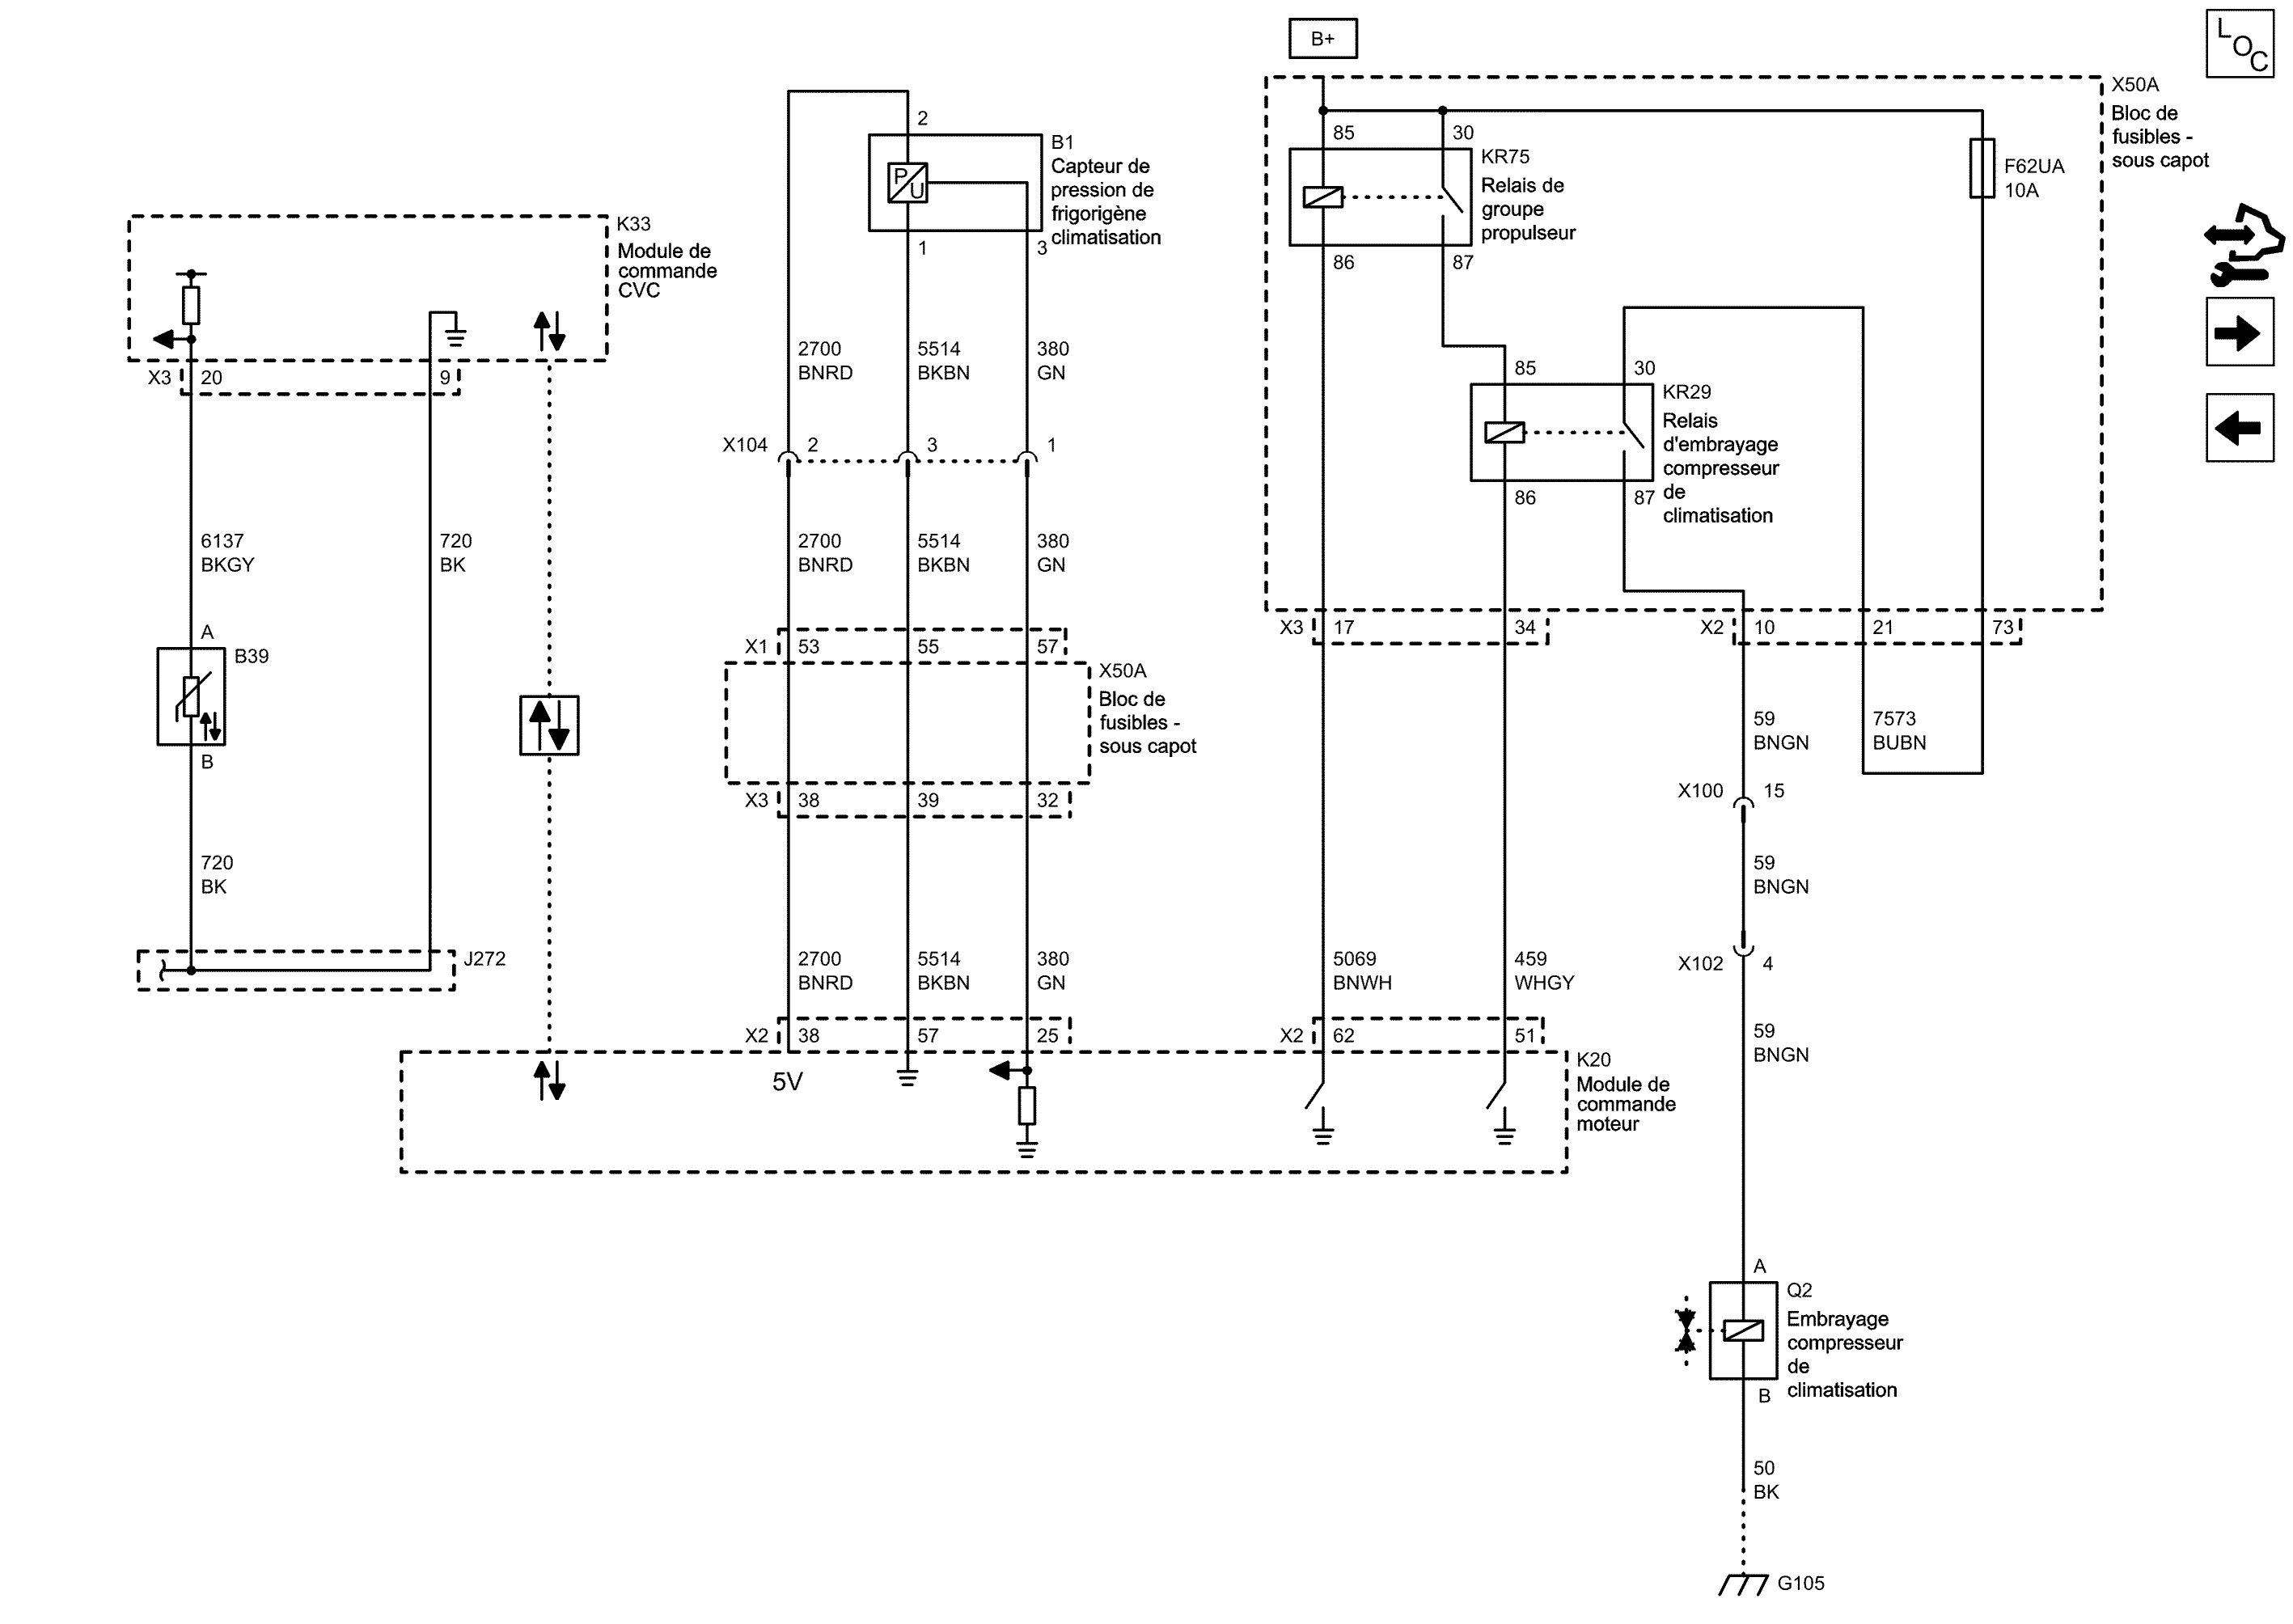 B+
LOC
X50A
Bloc de
fusibles -
sous capot
2
B1
Capteur de
pression de
frigorigène
climatisation
P
U
1
3
85
30
KR75
Relais de
groupe
propulseur
86
87
F62UA
10A
K33
Module de
commande
CVC
X3
20
9
2700
BNRD
5514
BKBN
380
GN
85
30
KR29
Relais
d'embrayage
compresseur
de
climatisation
86
87
X104
2
3
1
6137
BKGY
720
BK
2700
BNRD
5514
BKBN
380
GN
A
B39
B
X1
53
55
57
X50A
Bloc de
fusibles -
sous capot
X3
38
39
32
X3
17
34
X2
10
21
73
59
BNGN
7573
BUBN
X100
15
720
BK
59
BNGN
J272
2700
BNRD
5514
BKBN
380
GN
5069
BNWH
459
WHGY
X102
4
X2
38
57
25
X2
62
51
5V
K20
Module de
commande
moteur
59
BNGN
A
Q2
Embrayage
compresseur
de
climatisation
B
50
BK
G105